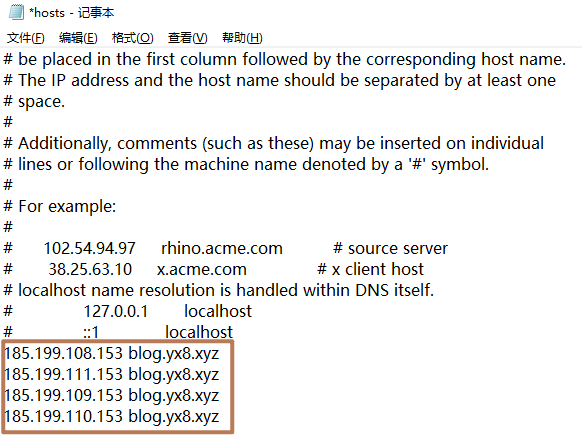 *hosts - 记事本
文件(F) 编辑(E) 格式(O) 查看(V) 帮助(H)
# be placed in the first column followed by the corresponding host name.
# The IP address and the host name should be separated by at least one
# space.
#
# Additionally, comments (such as these) may be inserted on individual
# lines or following the machine name denoted by a '#' symbol.
#
# For example:
#
# 102.54.94.97 rhino.acme.com # source server
# 38.25.63.10 x.acme.com # x client host
# localhost name resolution is handled within DNS itself.
# 127.0.0.1 localhost
# ::1 localhost
185.199.108.153 blog.yx8.xyz
185.199.111.153 blog.yx8.xyz
185.199.109.153 blog.yx8.xyz
185.199.110.153 blog.yx8.xyz